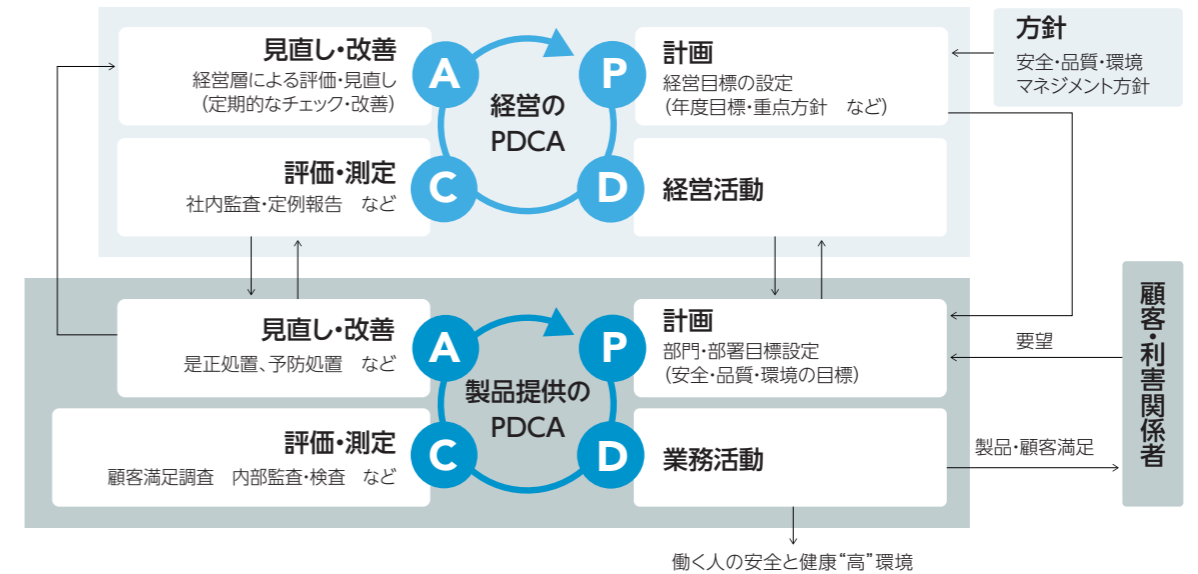 見直し・改善
経営層による評価・見直し
（定期的なチェック・改善）
A
P
計画
経営目標の設定
（年度目標・重点方針　など）
方針
安全・品質・環境
マネジメント方針
経営の
PDCA
評価・測定
社内監査・定例報告　など
C
D
経営活動
見直し・改善
是正処置、予防処置　など
A
P
計画
部門・部署目標設定
（安全・品質・環境の目標）
要望
顧客・利害関係者
製品提供の
PDCA
評価・測定
顧客満足調査　内部監査・検査　など
C
D
業務活動
製品・顧客満足
働く人の安全と健康“高”環境